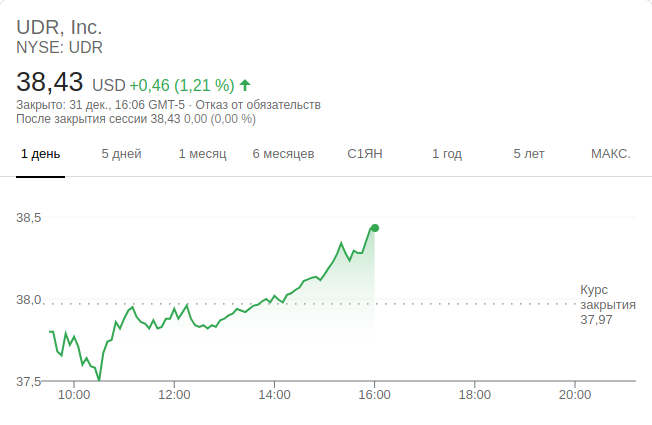 UDR, Inc.
NYSE: UDR
38,43 USD +0,46 (1,21 %)
Закрыто: 31 дек., 16:06 GMT-5 · Отказ от обязательств
После закрытия сессии 38,43 0,00 (0,00 %)
1 день 5 дней 1 месяц 6 месяцев С1ЯН 1 год 5 лет МАКС.
38,5
38,0
37,5
Курс
закрытия
37,97
10:00 12:00 14:00 16:00 18:00 20:00